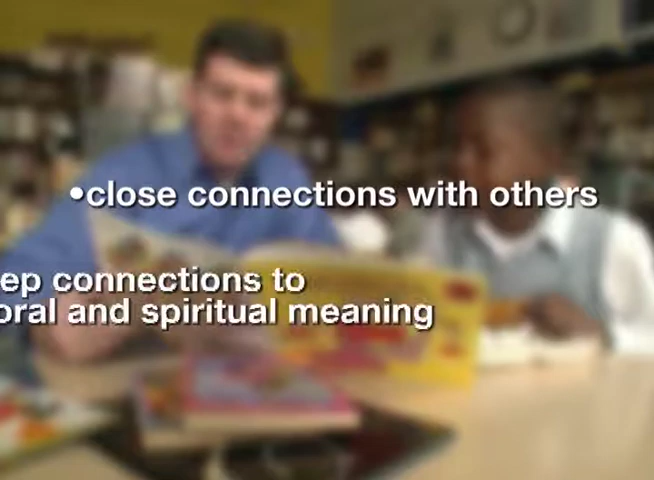 •close connections with others
ep connections to
oral and spiritual meaning